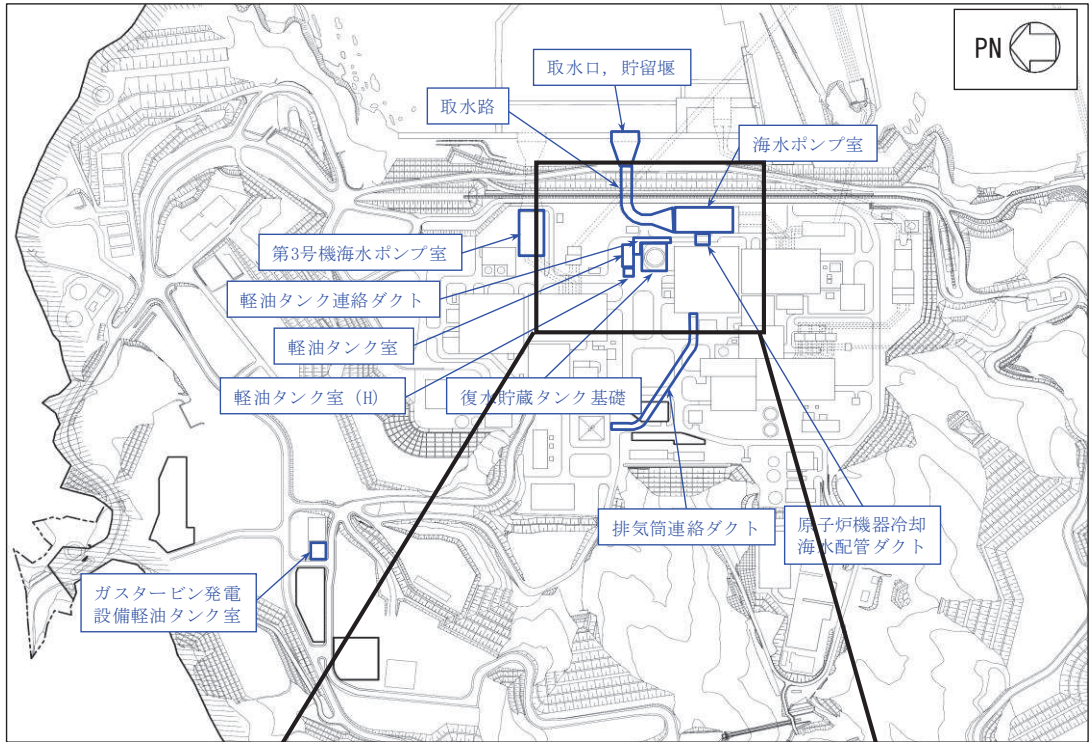 PN
取水口，貯留堰
取水路
海水ポンプ室
第3号機海水ポンプ室
軽油タンク連絡ダクト
軽油タンク室
軽油タンク室 (H)
復水貯蔵タンク基礎
排気筒連絡ダクト
原子炉機器冷却
海水配管ダクト
ガスタービン発電
設備軽油タンク室